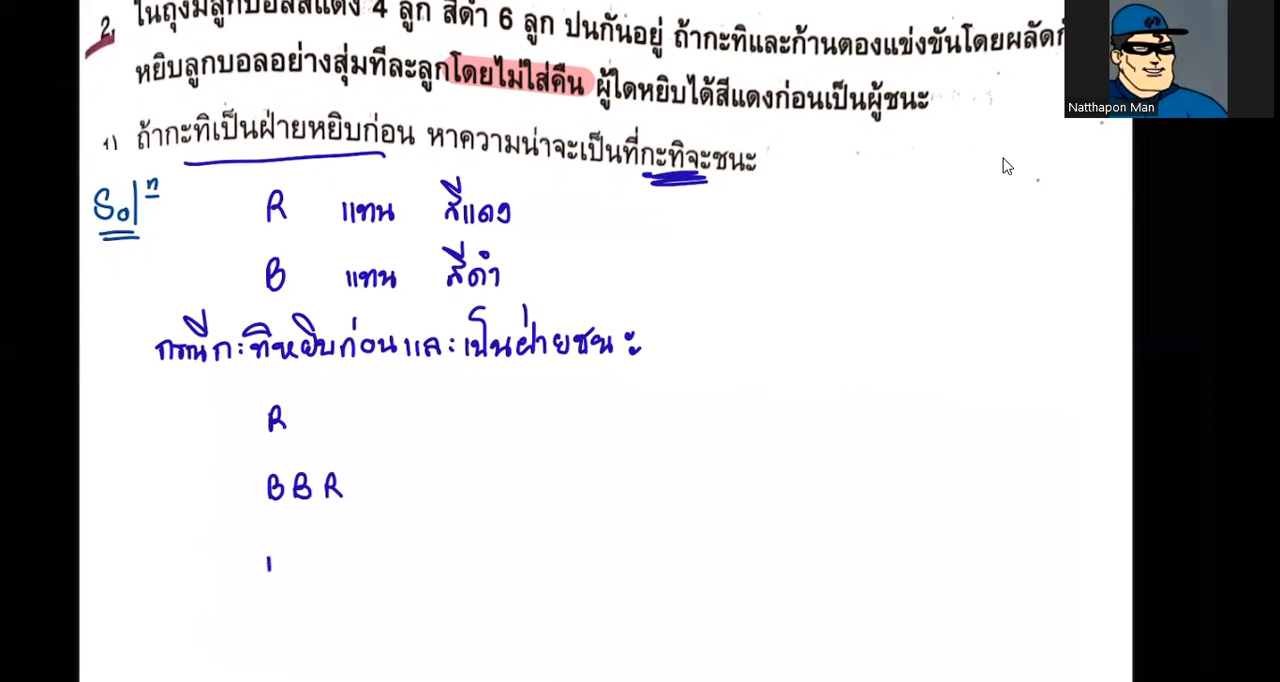 2. ในถุงมีลูกบอลสีแดง 4 ลูก สีดำ 6 ลูก ปนกันอยู่ ถ้ากะทิและก้านตองแข่งขันโดยผลัด
หยิบลูกบอลอย่างสุ่มทีละลูกโดยไม่ใส่คืน ผู้ใดหยิบได้สีแดงก่อนเป็นผู้ชนะ
Natthapon Man
1) ถ้ากะทิเป็นฝ่ายหยิบก่อน หาความน่าจะเป็นที่กะทิจะชนะ
Solⁿ R แทน สีแดง
B แทน สีดำ
กรณีกะทิหยิบก่อนและเป็นฝ่ายชนะ
R
B B R